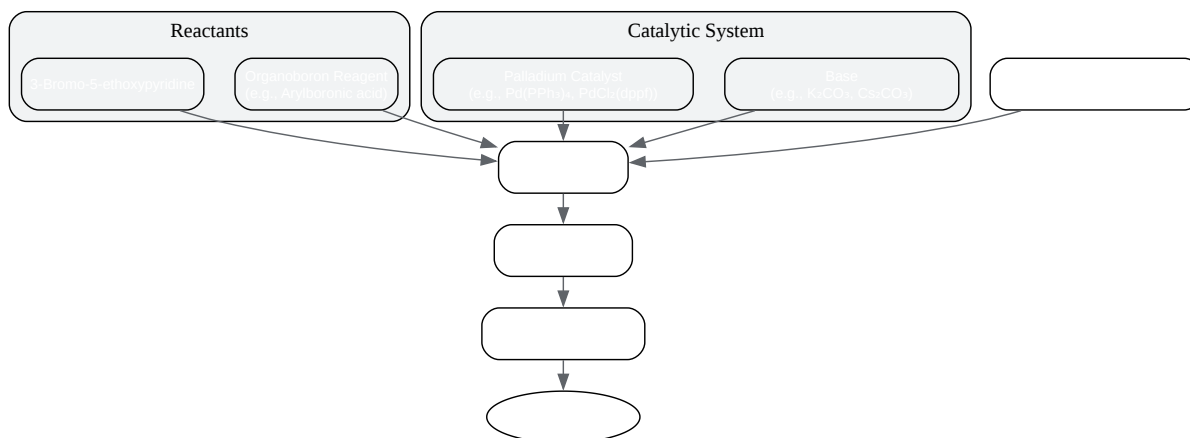 Reactants
Catalytic System
3-Bromo-5-ethoxypyridine
Organoboron Reagent
(e.g., Arylboronic acid)
Palladium Catalyst
(e.g., Pd(PPh₃)₄, PdCl₂(dppf))
Base
(e.g., K₂CO₃, Cs₂CO₃)